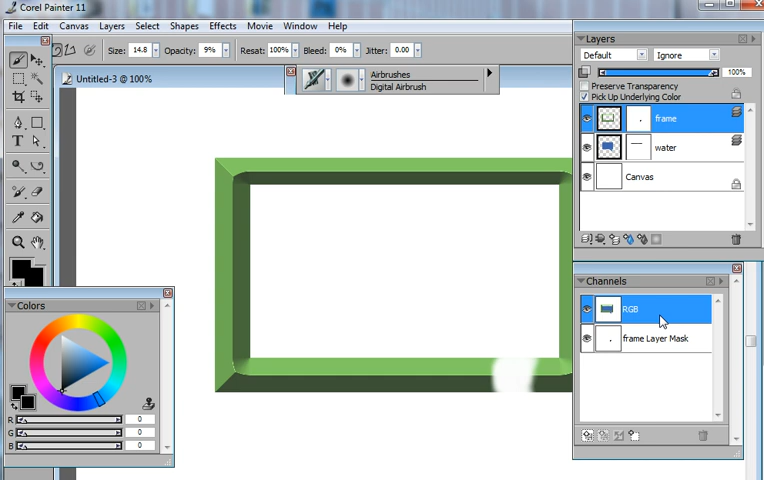 Corel Painter 11
File Edit Canvas Layers Select Shapes Effects Movie Window Help
Size: 14.8 Opacity: 9% Resat: 100% Bleed: 0% Jitter: 0.00
Untitled-3 @ 100%
Airbrushes
Digital Airbrush
Layers
Default Ignore
100%
Preserve Transparency
Pick Up Underlying Color
frame
water
Canvas
Channels
RGB
frame Layer Mask
Colors
R 0
G 0
B 0